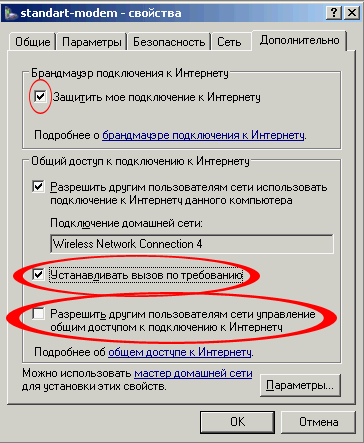 standart-modem – свойства
Общие Параметры Безопасность Сеть Дополнительно
Брандмауэр подключения к Интернету
Защитить мое подключение к Интернету
Подробнее о брандмауэре подключения к Интернету.
Общий доступ к подключению к Интернету
Разрешить другим пользователям сети использовать
подключение к Интернету данного компьютера
Подключение домашней сети:
Wireless Network Connection 4
Устанавливать вызов по требованию
Разрешить другим пользователям сети управление
общим доступом к подключению к Интернету
Подробнее об общем доступе к Интернету.
Можно использовать мастер домашней сети
для установки этих свойств.
Параметры...
OK Отмена